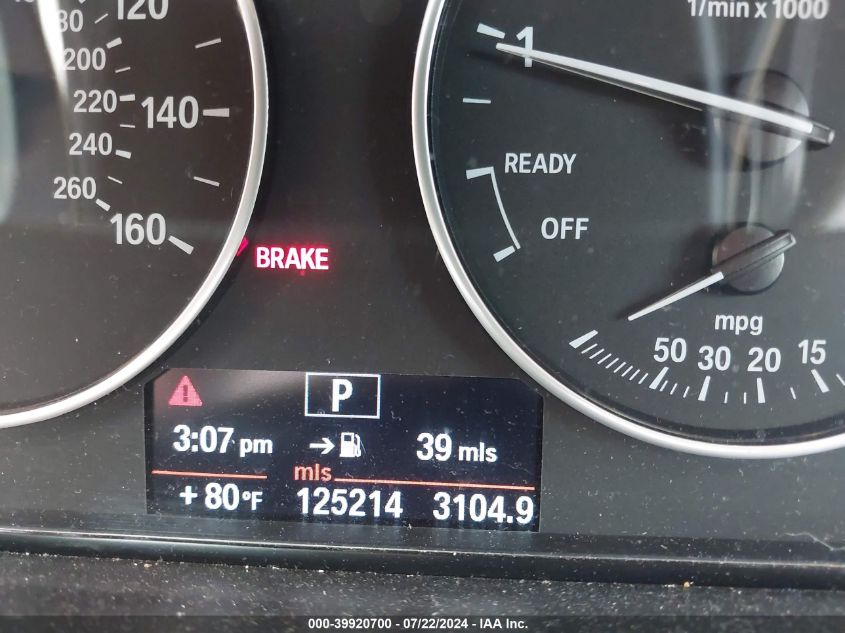 120
1/min x 1000
80
200
1
220
140
240
READY
260
160
OFF
BRAKE
mpg
50 30 20 15
P
3:07 pm 39 mls
mls
+80°F 125214 3104.9
000-39920700 - 07/22/2024 - IAA Inc.